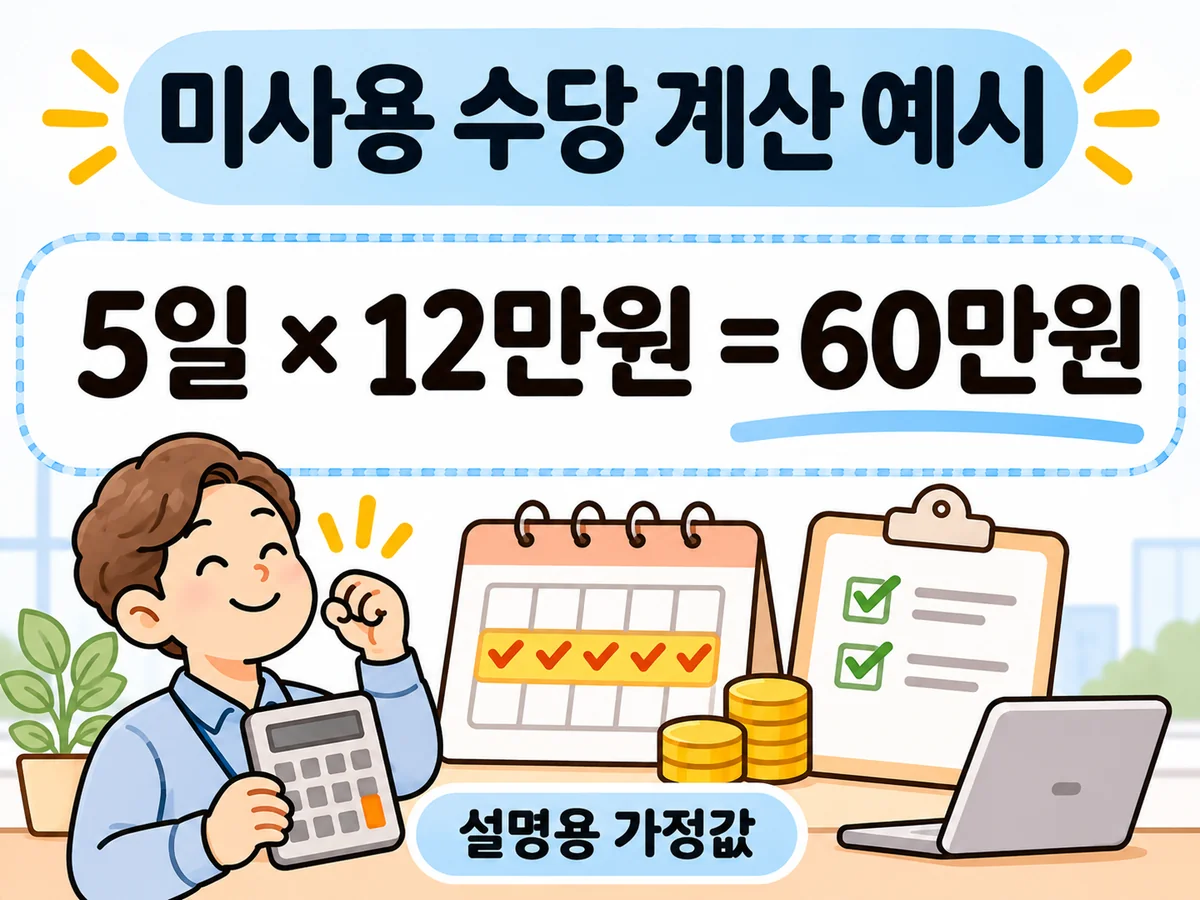 미사용 수당 계산 예시
5일 × 12만원 = 60만원
설명용 가정값